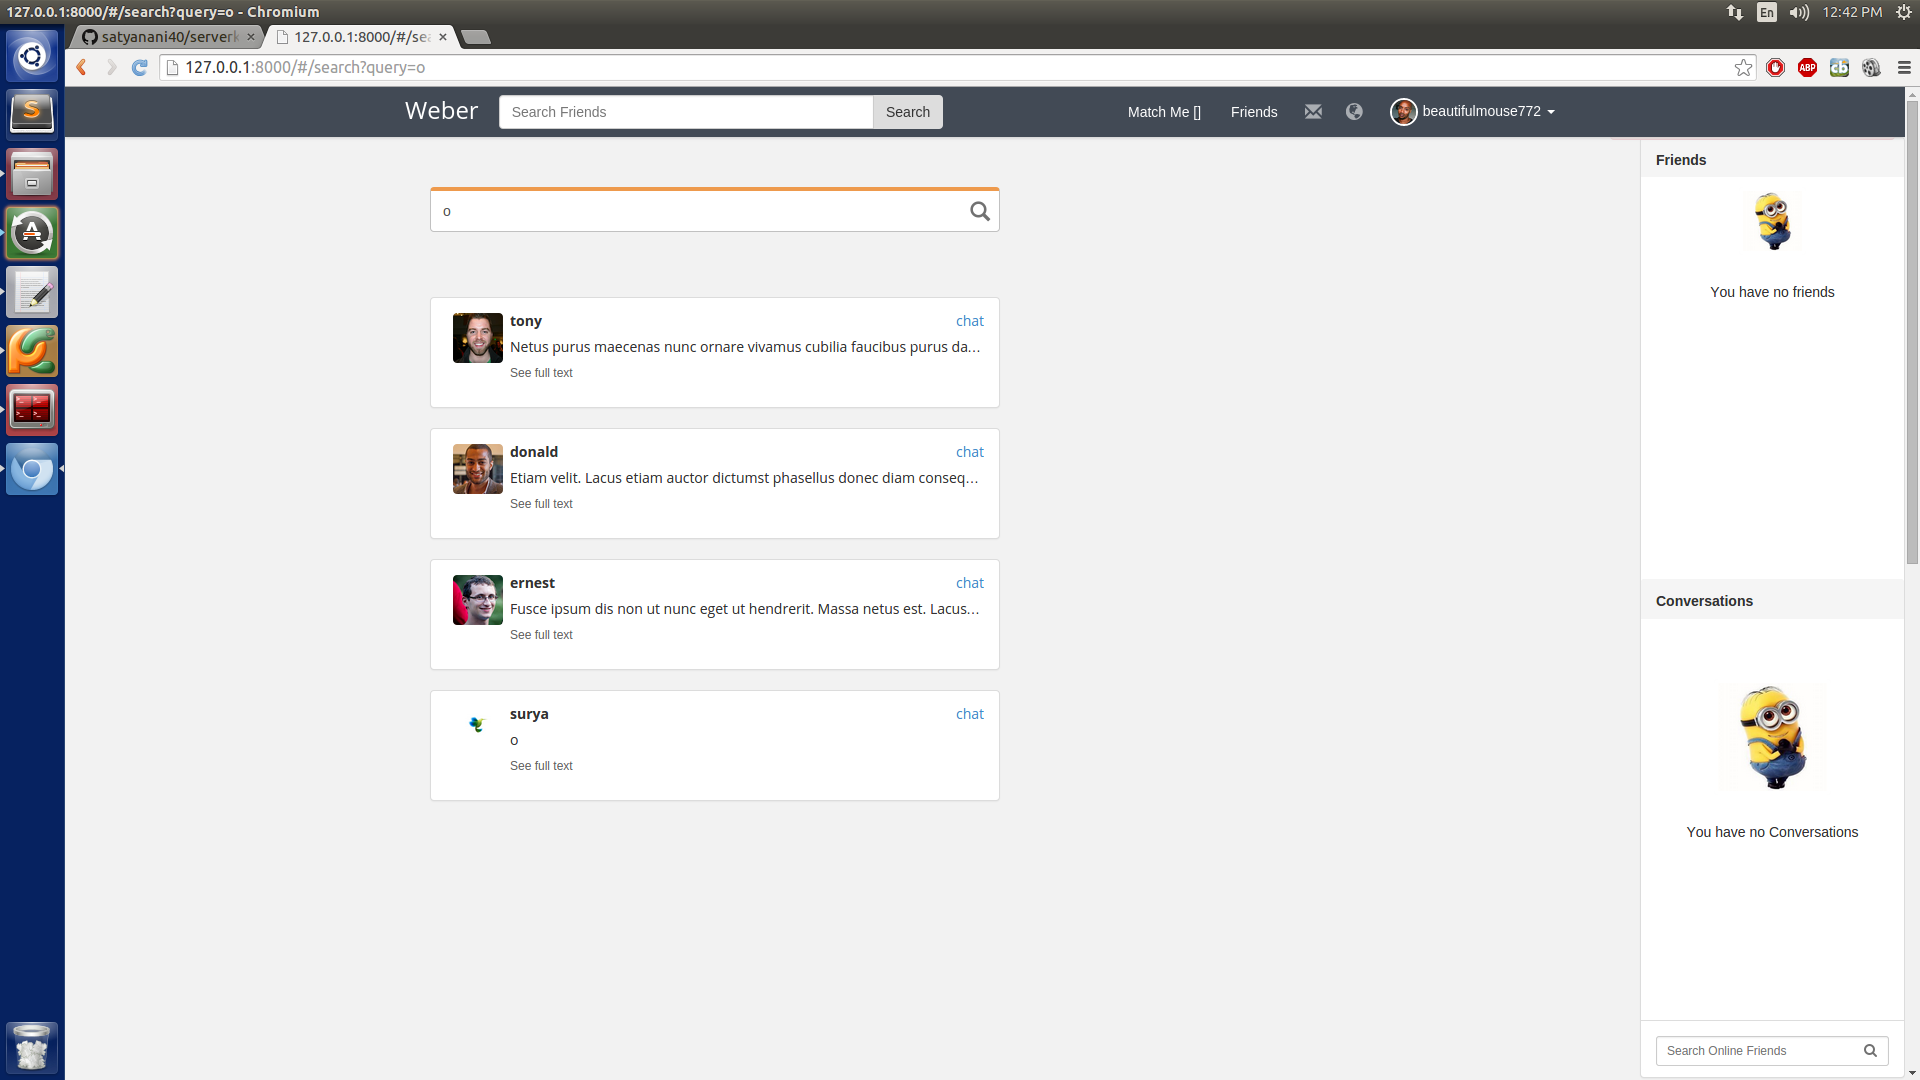 127.0.0.1:8000/#/search?query=o - Chromium
En
12:42 PM
satyanani40/serverk
127.0.0.1:8000/#/sea
127.0.0.1:8000/#/search?query=o
ABP
cb
Weber
Search Friends
Search
Match Me []
Friends
beautifulmouse772
o
tony
chat
Netus purus maecenas nunc ornare vivamus cubilia faucibus purus da…
See full text
donald
chat
Etiam velit. Lacus etiam auctor dictumst phasellus donec diam conseq…
See full text
ernest
chat
Fusce ipsum dis non ut nunc eget ut hendrerit. Massa netus est. Lacus…
See full text
surya
chat
o
See full text
Friends
You have no friends
Conversations
You have no Conversations
Search Online Friends